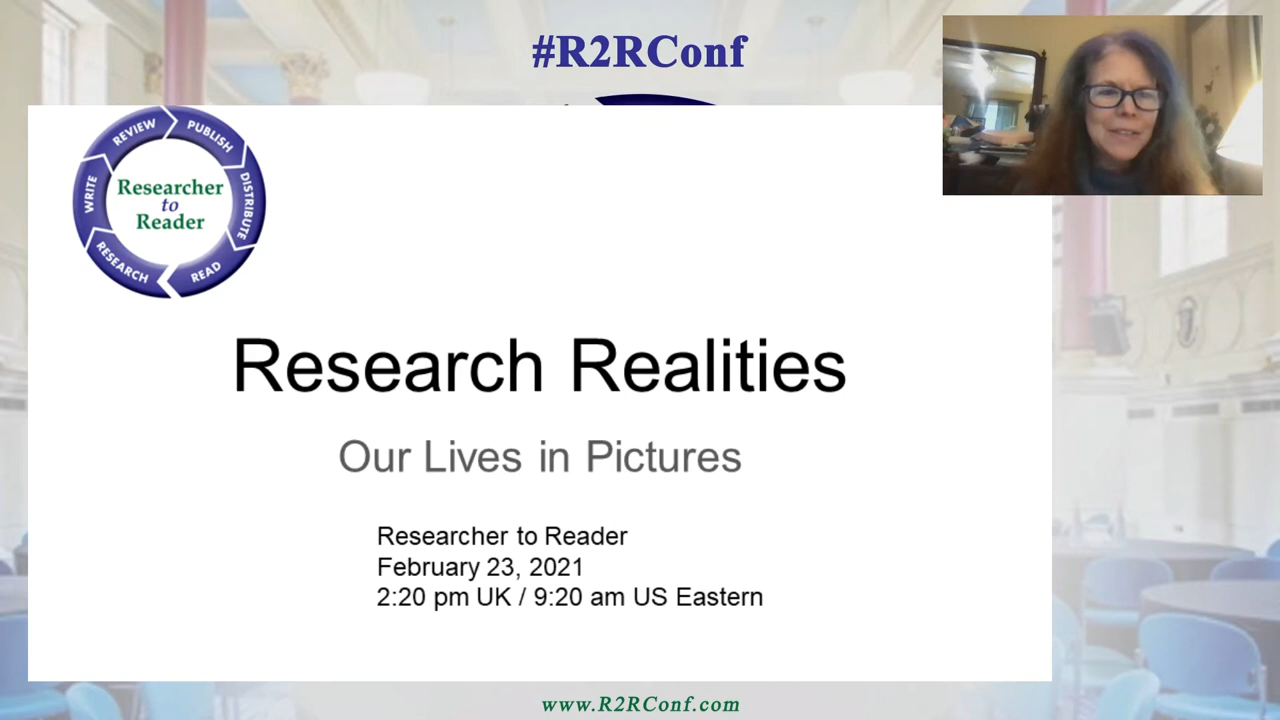 #R2RConf
REVIEW
PUBLISH
DISTRIBUTE
READ
RESEARCH
WRITE
Researcher
to
Reader
Research Realities
Our Lives in Pictures
Researcher to Reader
February 23, 2021
2:20 pm UK / 9:20 am US Eastern
www.R2RConf.com